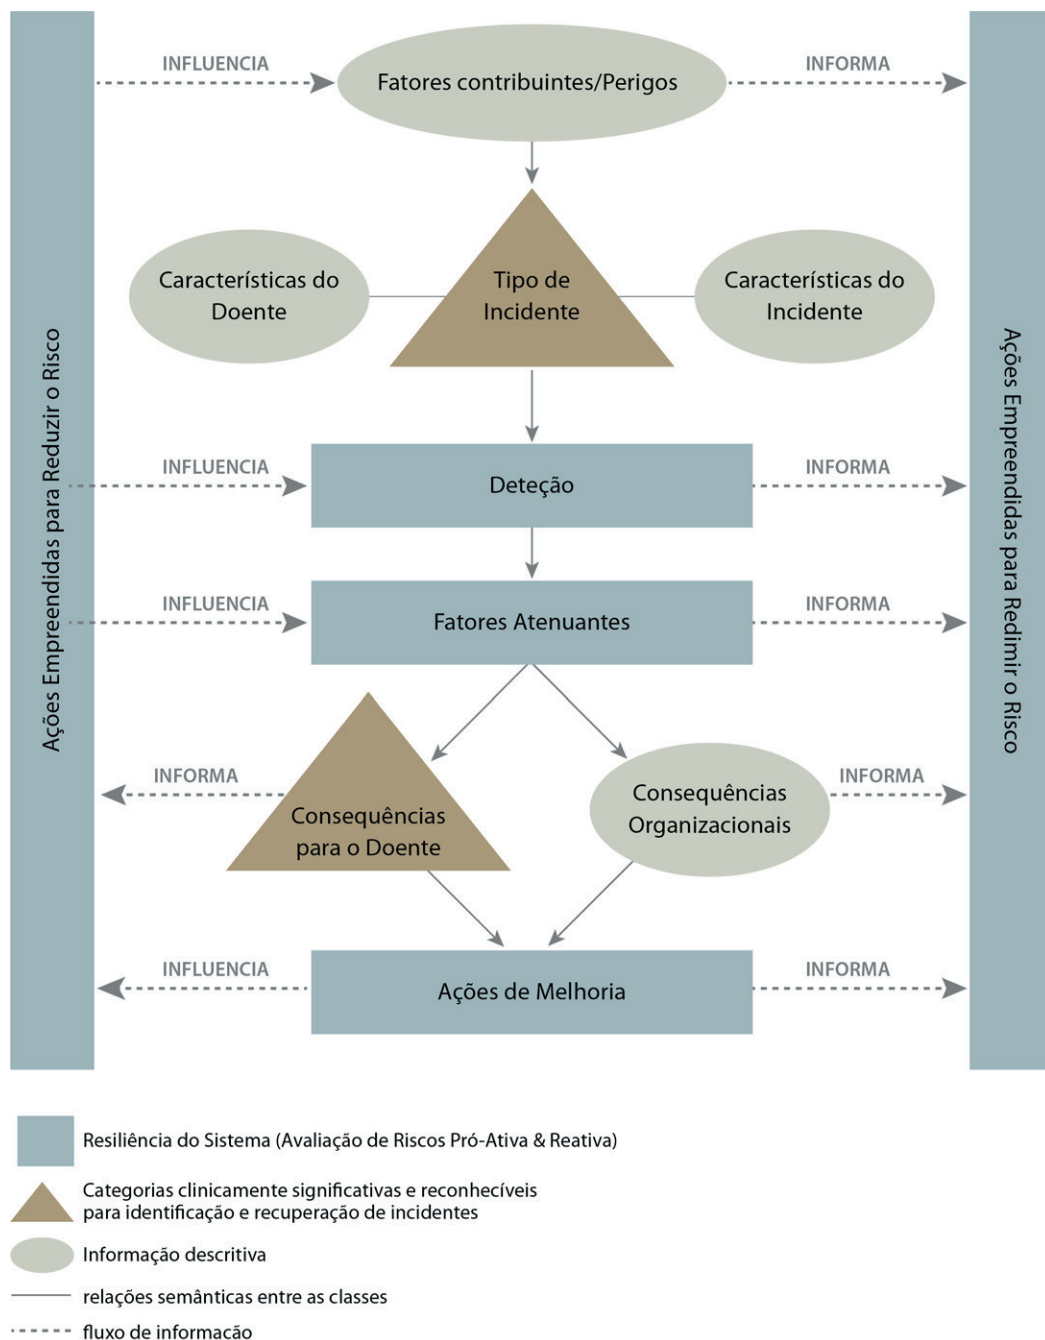 INFLUENCIA
Fatores contribuintes/Perigos
INFORMA
Características do
Doente
Tipo de
Incidente
Características do
Incidente
Ações Empreendidas para Reduzir o Risco
Ações Empreendidas para Redimir o Risco
INFLUENCIA
Deteção
INFORMA
INFLUENCIA
Fatores Atenuantes
INFORMA
INFORMA
Consequências
para o Doente
Consequências
Organizacionais
INFORMA
INFLUENCIA
Ações de Melhoria
INFORMA
Resiliência do Sistema (Avaliação de Riscos Pró-Ativa & Reativa)
Categorias clinicamente significativas e reconhecíveis
para identificação e recuperação de incidentes
Informação descritiva
relações semânticas entre as classes
fluxo de informação